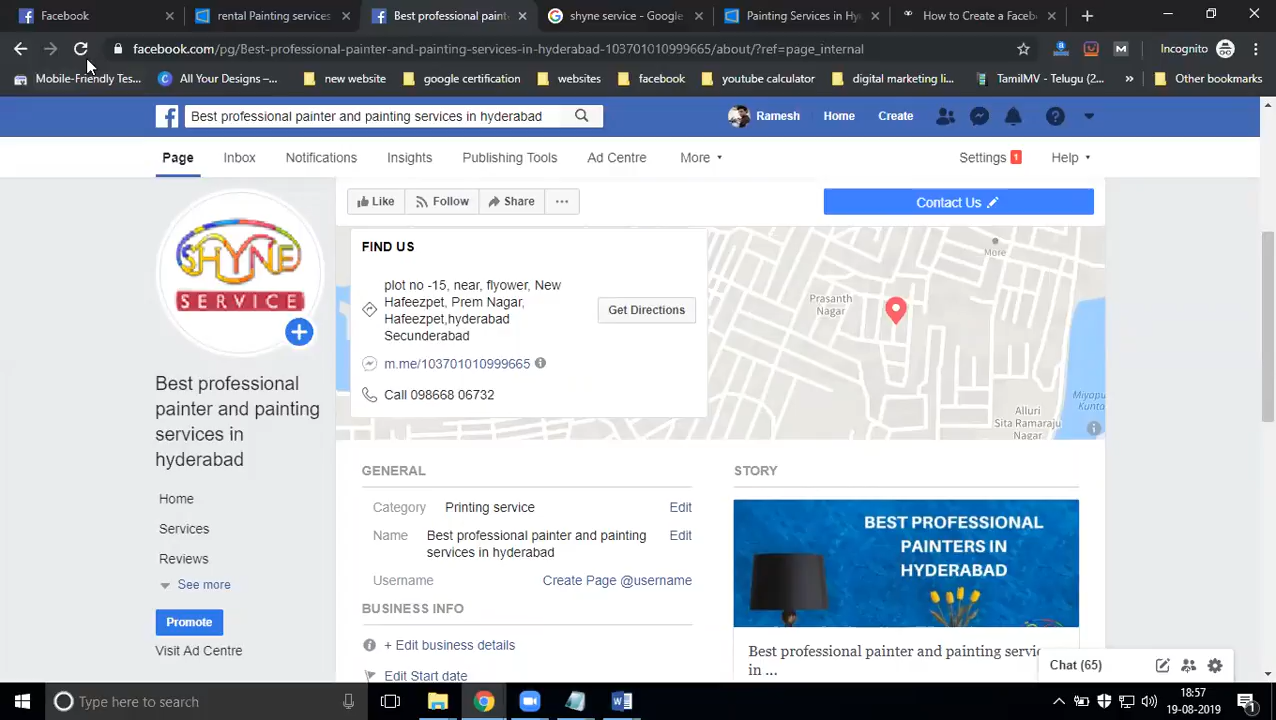 Facebook
rental Painting services
Best professional paint
shyne service - Google
Painting Services in Hy
How to Create a Faceb
facebook.com/pg/Best-professional-painter-and-painting-services-in-hyderabad-103701010999665/about/?ref=page_internal
Incognito
Mobile-Friendly Tes...
All Your Designs –...
new website
google certification
websites
facebook
youtube calculator
digital marketing li...
TamilMV - Telugu (2...
Other bookmarks
Best professional painter and painting services in hyderabad
Ramesh
Home
Create
Page
Inbox
Notifications
Insights
Publishing Tools
Ad Centre
More
Settings 1
Help
SHYNE
SERVICE
Like
Follow
Share
Contact Us
FIND US
plot no -15, near, flyower, New
Hafeezpet, Prem Nagar,
Hafeezpet,hyderabad
Secunderabad
Get Directions
m.me/103701010999665
Call 098668 06732
More
Prasanth
Nagar
Miyapu
Kunta
Alluri
Sita Ramaraju
Nagar
Best professional
painter and painting
services in
hyderabad
Home
Services
Reviews
See more
Promote
Visit Ad Centre
GENERAL
Category Printing service Edit
Name Best professional painter and painting Edit
services in hyderabad
Username Create Page @username
BUSINESS INFO
+ Edit business details
Edit Start date
STORY
BEST PROFESSIONAL
PAINTERS IN
HYDERABAD
Best professional painter and painting servic
in ...
Chat (65)
Type here to search
18:57
19-08-2019
1